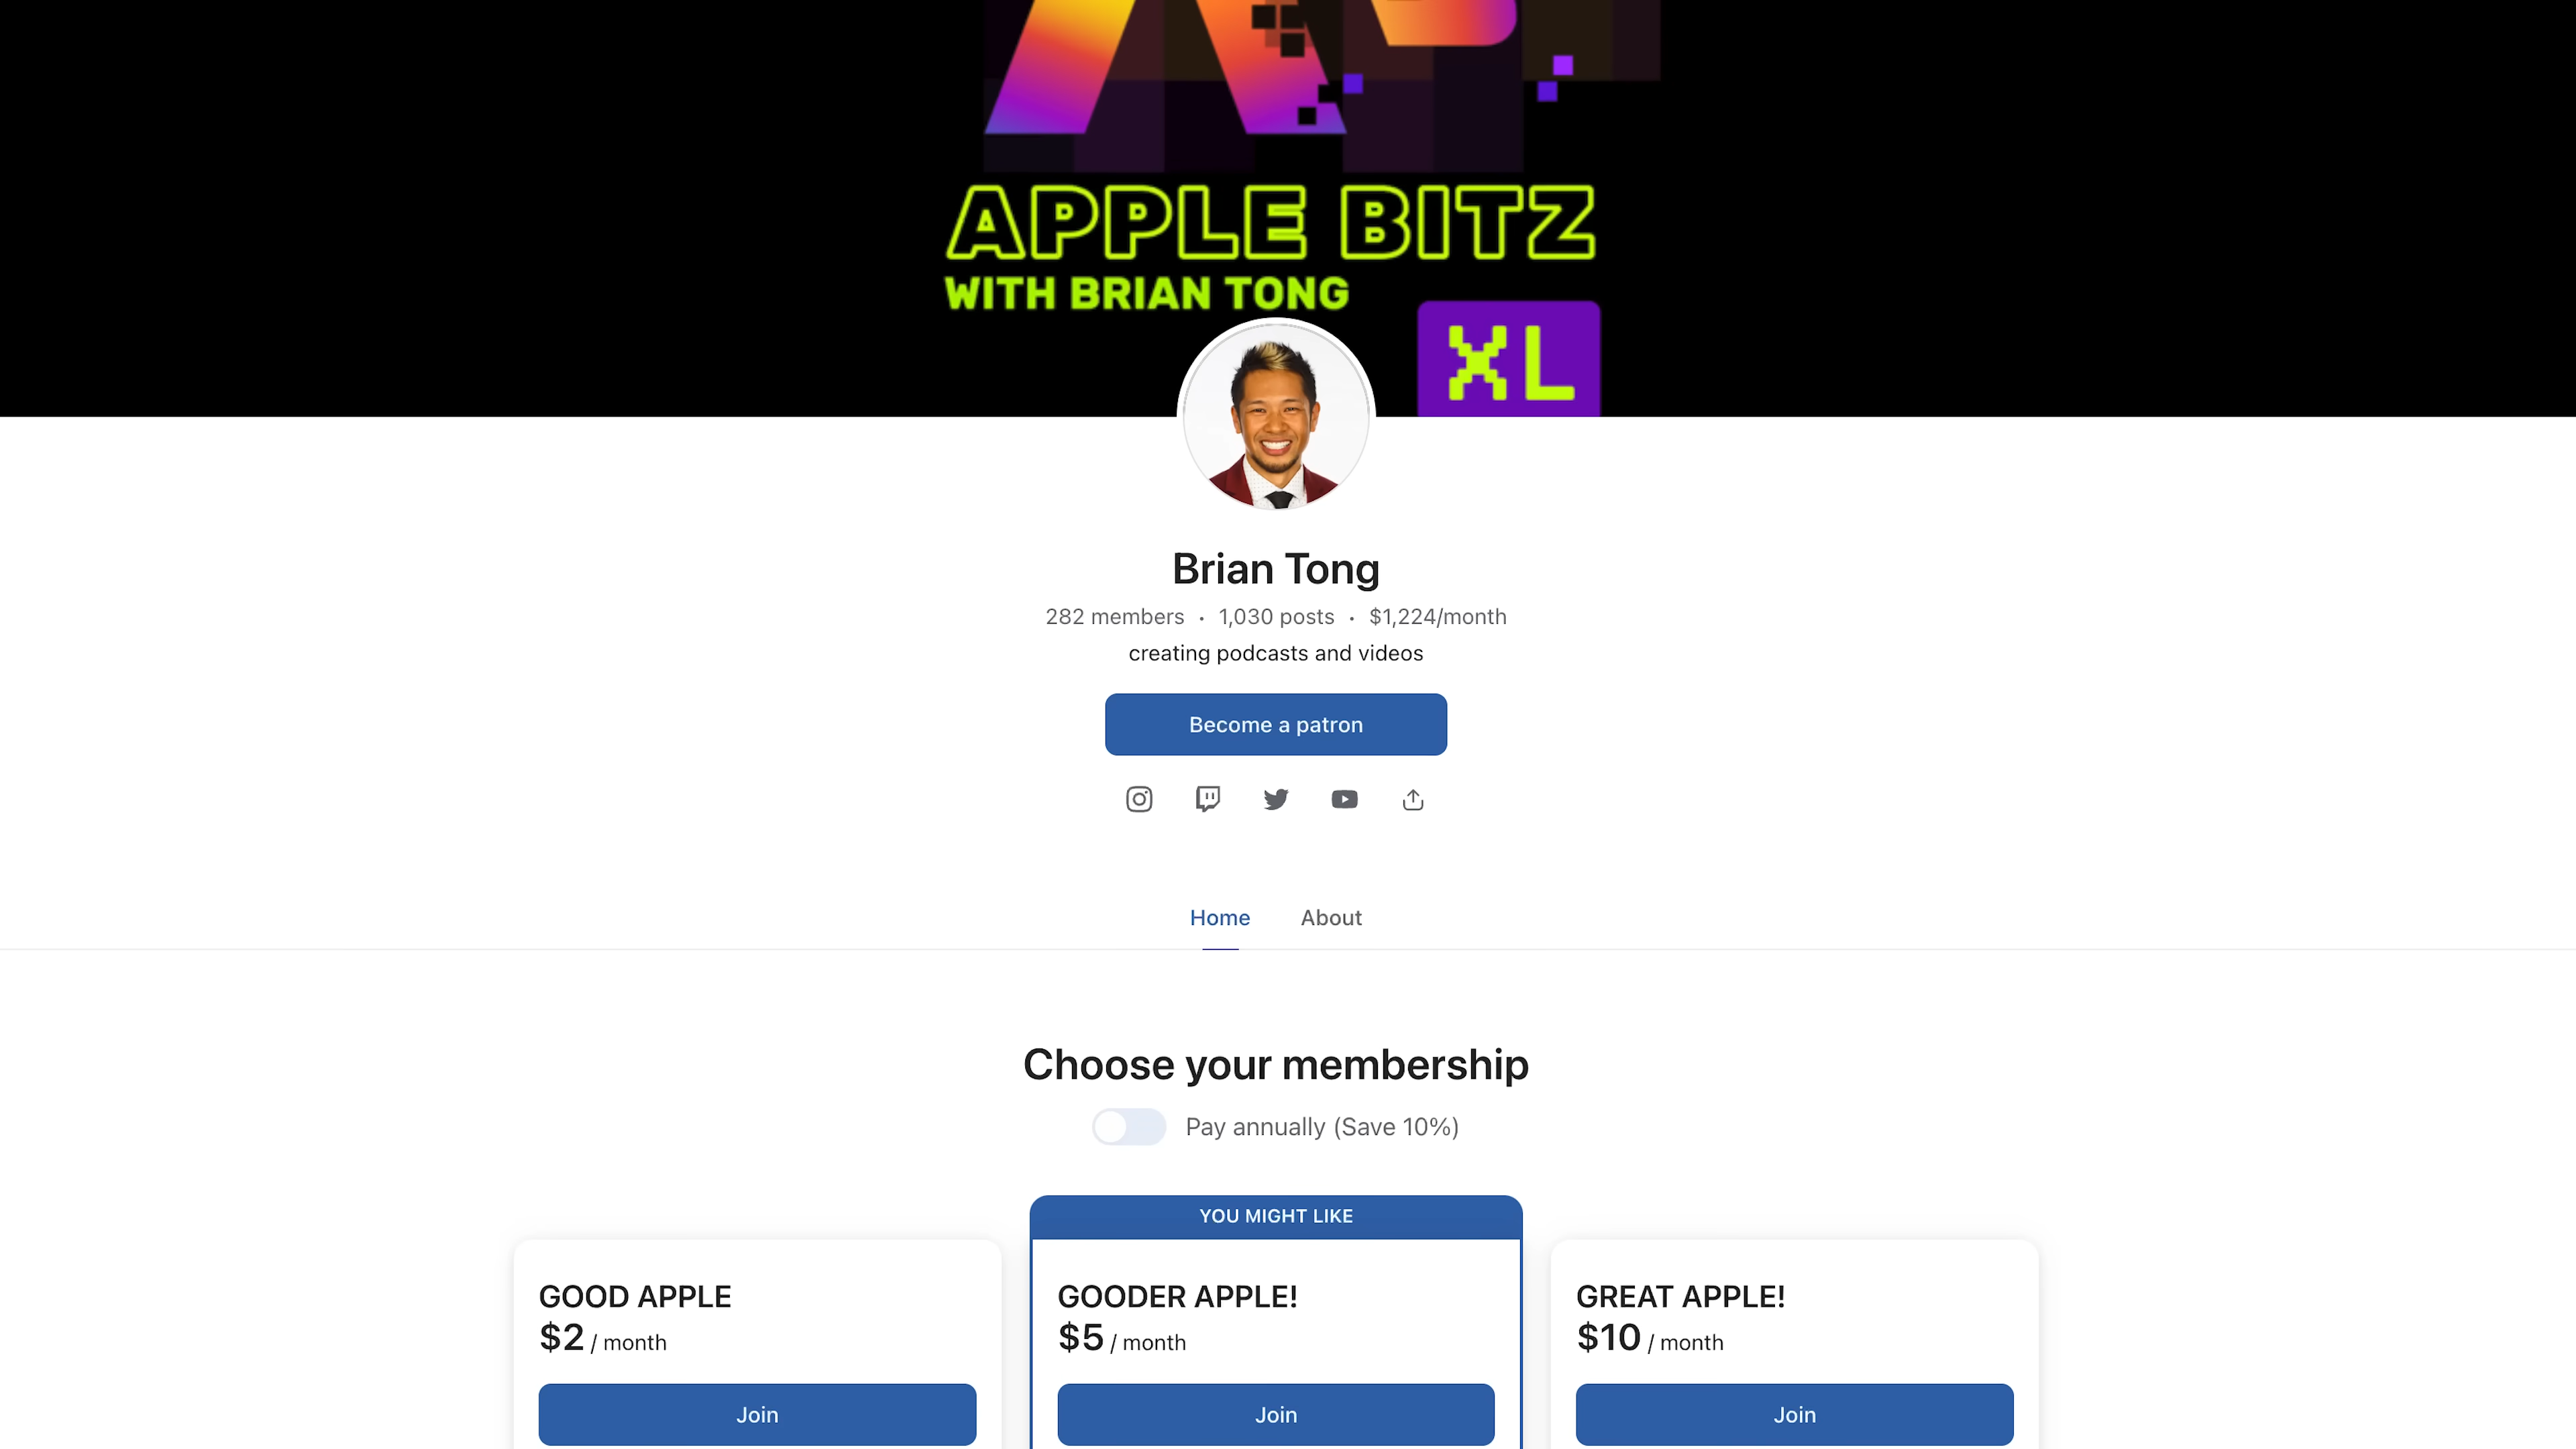 APPLE BITZ
WITH BRIAN TONG
XL
Brian Tong
282 members · 1,030 posts · $1,224/month
creating podcasts and videos
Become a patron
Home About
Choose your membership
Pay annually (Save 10%)
YOU MIGHT LIKE
GOOD APPLE
$2 / month
Join
GOODER APPLE!
$5 / month
Join
GREAT APPLE!
$10 / month
Join